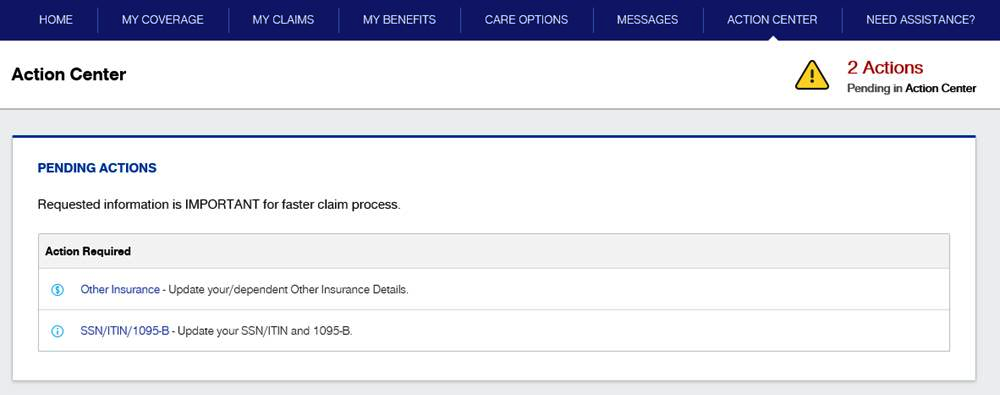 HOME MY COVERAGE MY CLAIMS MY BENEFITS CARE OPTIONS MESSAGES ACTION CENTER NEED ASSISTANCE?
Action Center
2 Actions
Pending in Action Center
PENDING ACTIONS
Requested information is IMPORTANT for faster claim process.
Action Required
Other Insurance - Update your/dependent Other Insurance Details.
SSN/ITIN/1095-B - Update your SSN/ITIN and 1095-B.